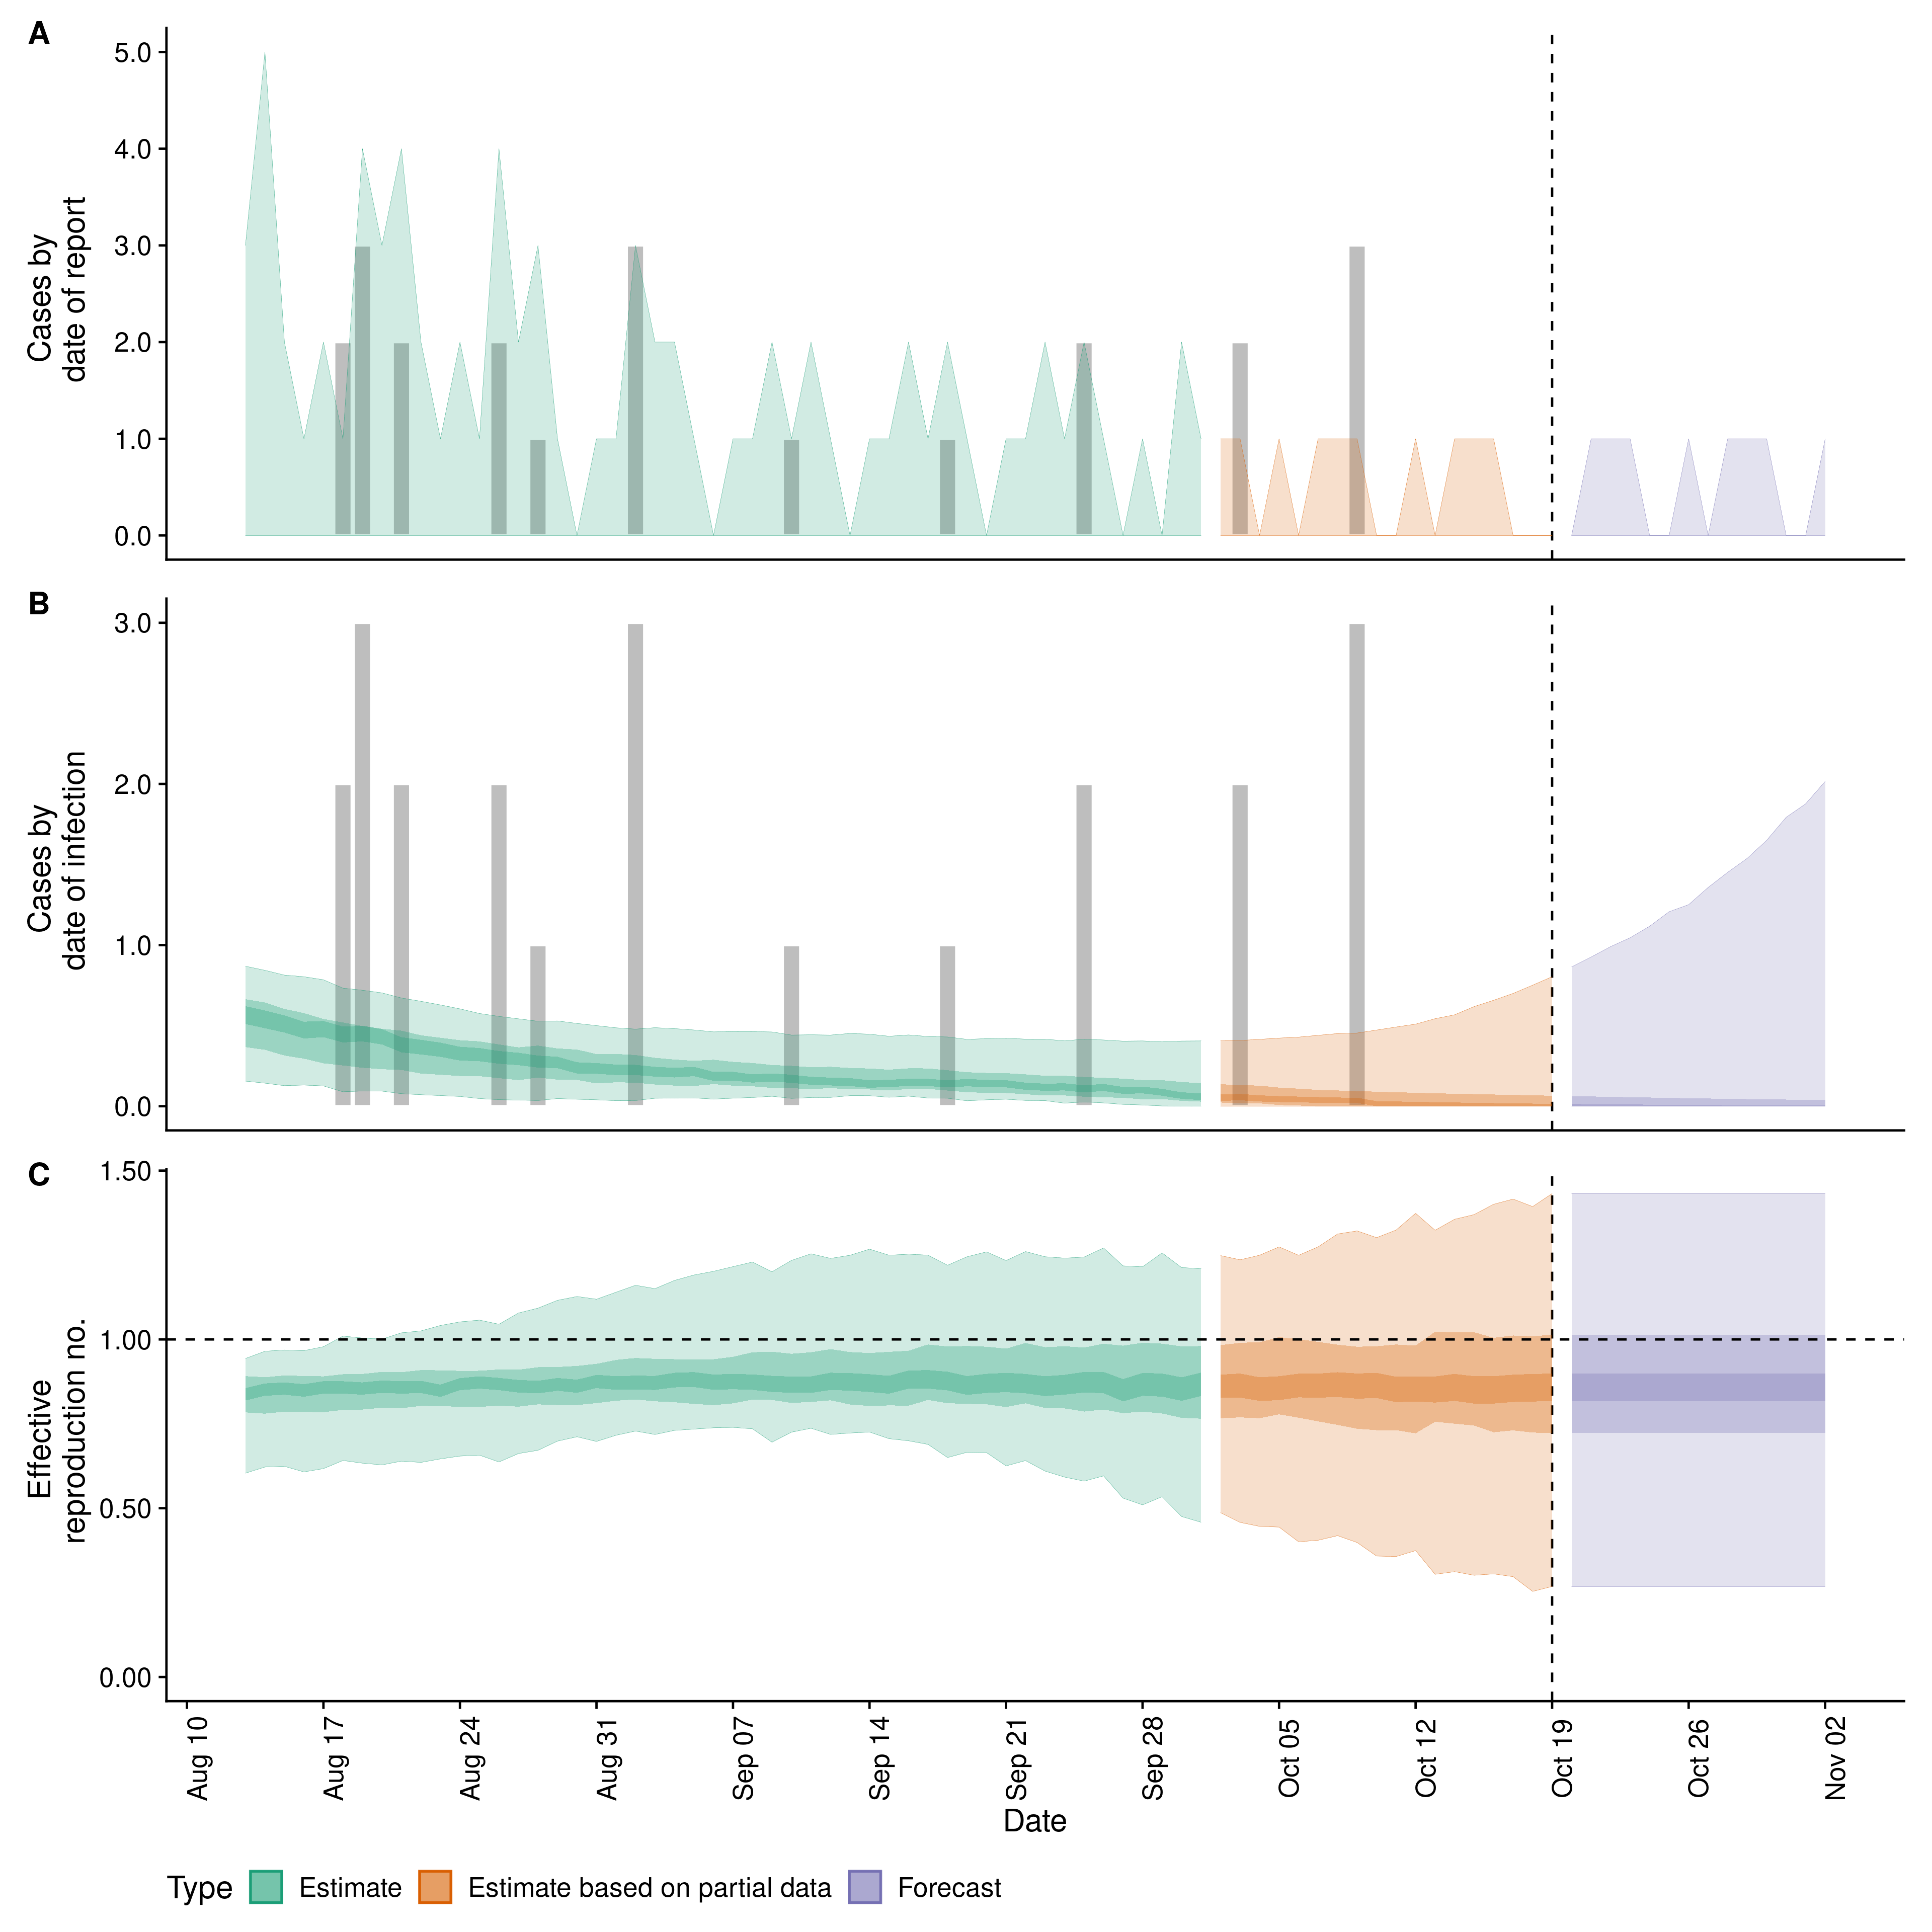 A
Cases by
date of report
5.0
4.0
3.0
2.0
1.0
0.0
B
Cases by
date of infection
3.0
2.0
1.0
0.0
C
Effective
reproduction no.
1.50
1.00
0.50
0.00
Aug 10
Aug 17
Aug 24
Aug 31
Sep 07
Sep 14
Sep 21
Sep 28
Oct 05
Oct 12
Oct 19
Oct 26
Nov 02
Date
Type Estimate Estimate based on partial data Forecast